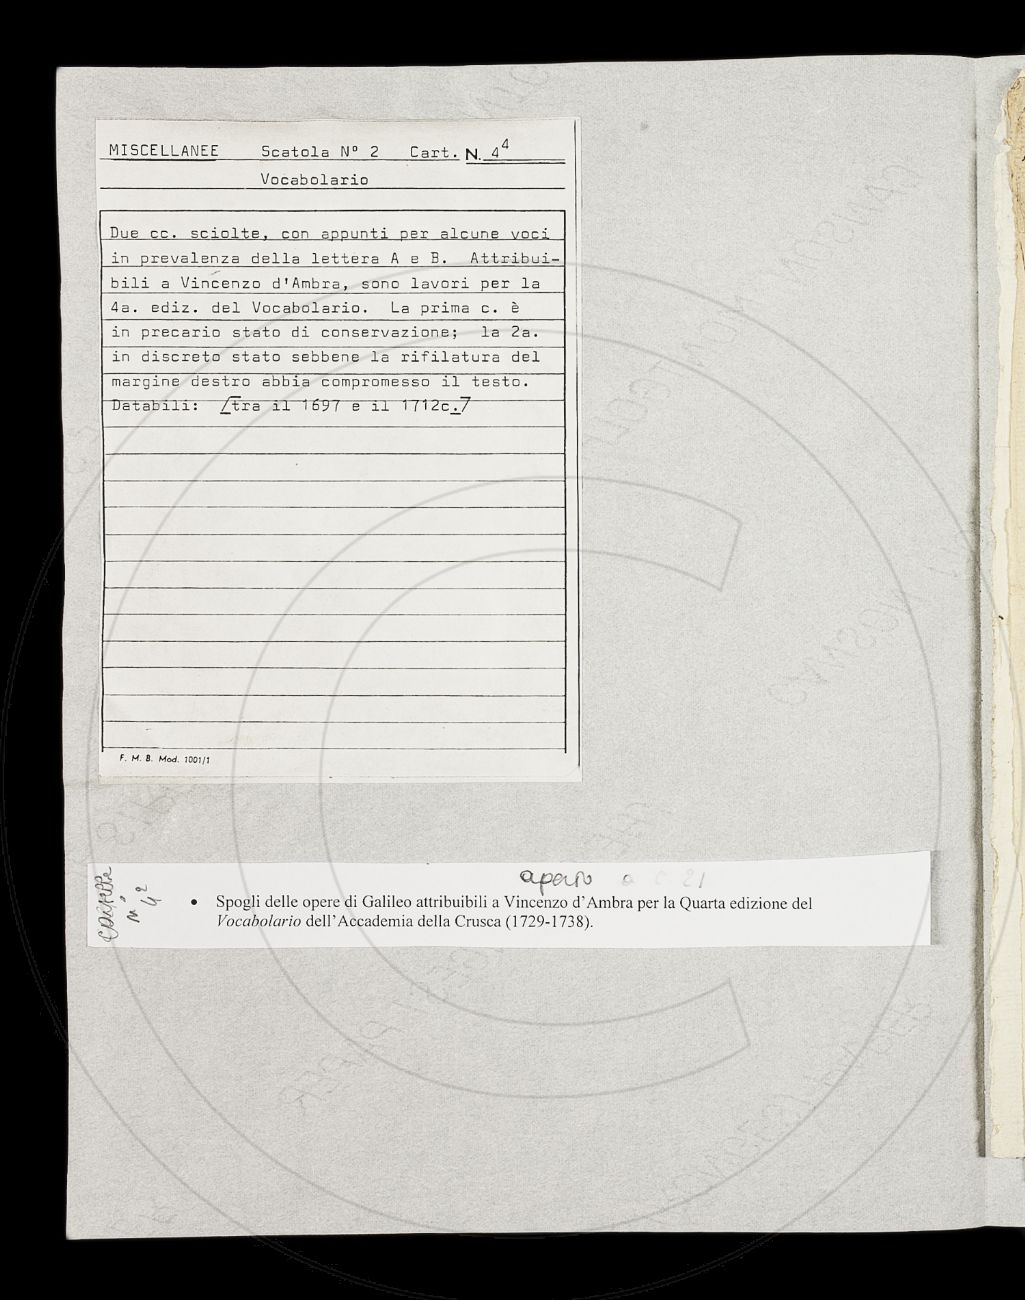 MISCELLANEE Scatola N° 2 Cart. N. 4 4
Vocabolario
Due cc. sciolte, con appunti per alcune voci
in prevalenza della lettera A e B. Attribui-
bili a Vincenzo d'Ambra, sono lavori per la
4a. ediz. del Vocabolario. La prima c. è
in precario stato di conservazione; la 2a.
in discreto stato sebbene la rifilatura del
margine destro abbia compromesso il testo.
Databili: [tra il 1697 e il 1712c.]
F. M. B. Mod. 1001/1
aperto a c. 21
• Spogli delle opere di Galileo attribuibili a Vincenzo d'Ambra per la Quarta edizione del
Vocabolario dell'Accademia della Crusca (1729-1738).